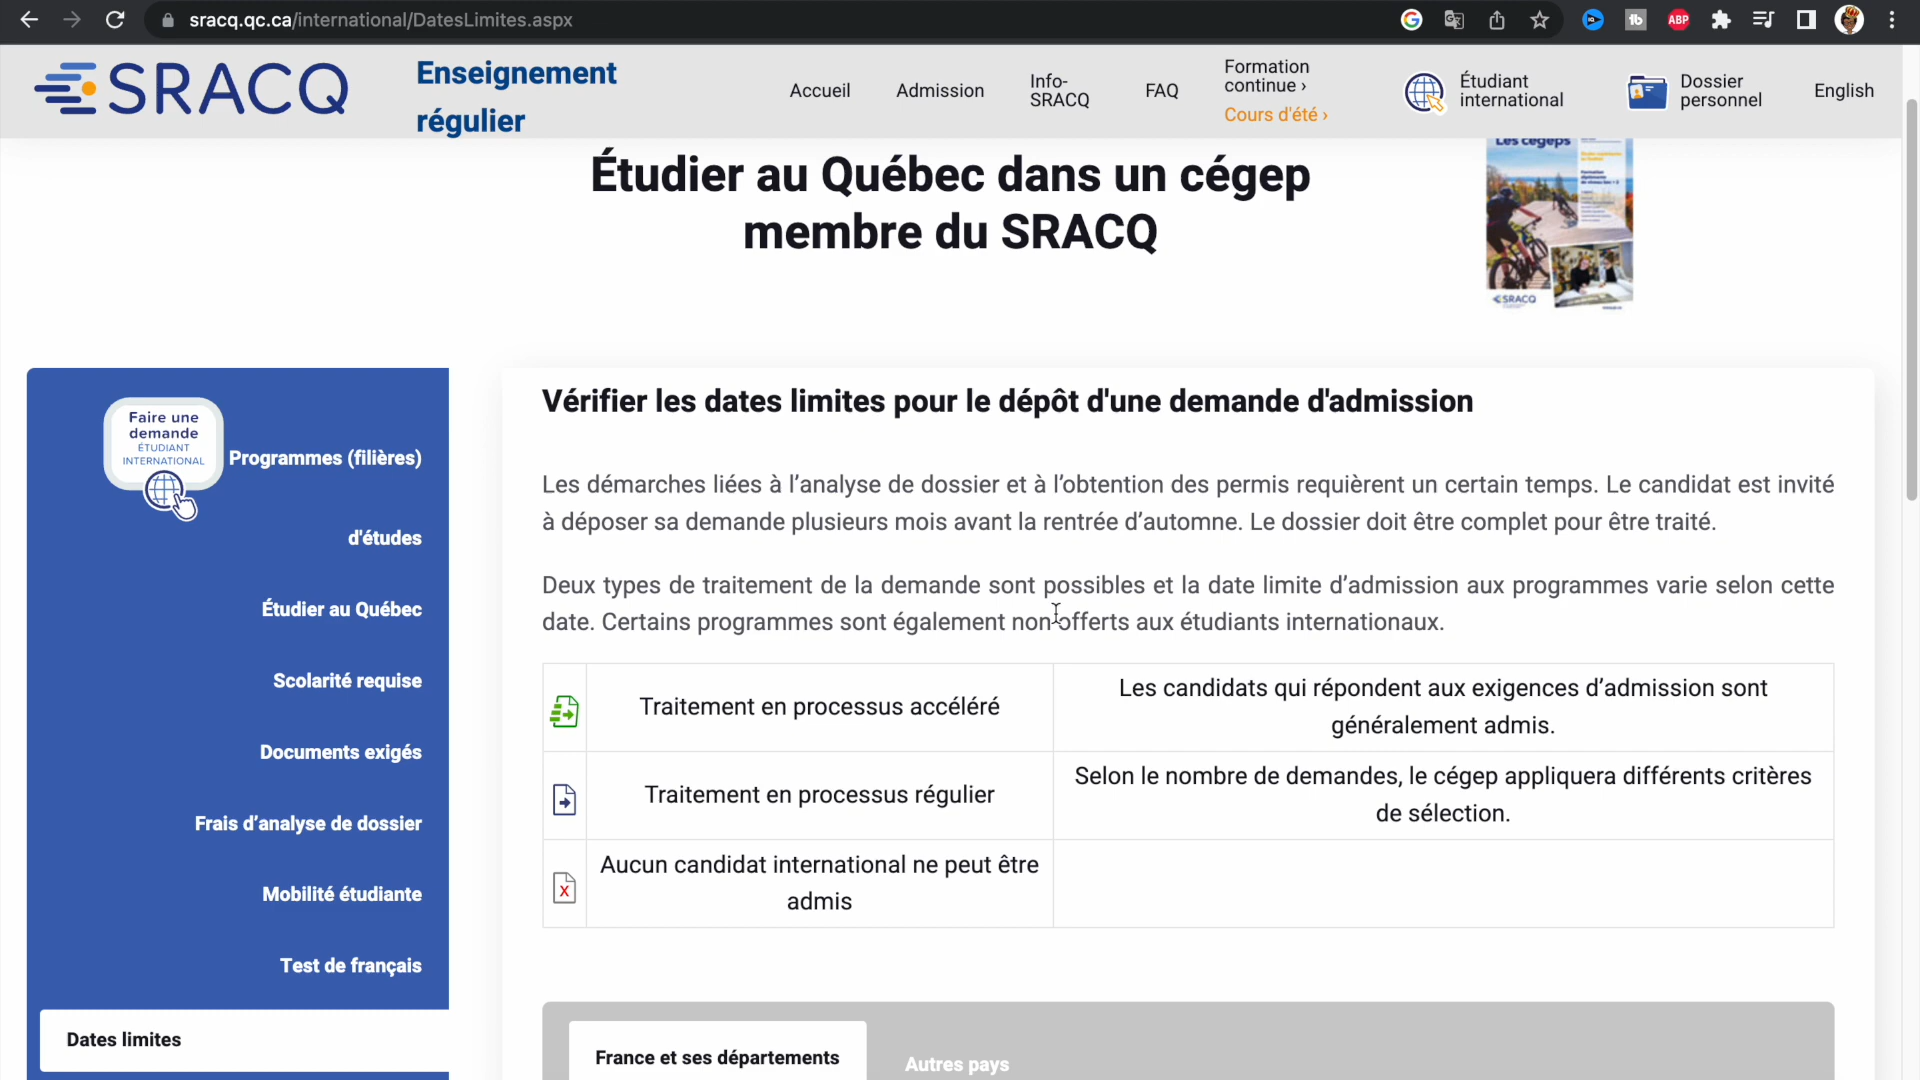 sracq.qc.ca/international/DatesLimites.aspx
SRACQ
Enseignement
régulier
Accueil
Admission
Info-
SRACQ
FAQ
Formation
continue ›
Cours d'été ›
Étudiant
international
Dossier
personnel
English
Étudier au Québec dans un cégep
membre du SRACQ
Les cégeps
SRACQ
Faire une
demande
ÉTUDIANT
INTERNATIONAL
Programmes (filières)
d'études
Étudier au Québec
Scolarité requise
Documents exigés
Frais d’analyse de dossier
Mobilité étudiante
Test de français
Dates limites
Vérifier les dates limites pour le dépôt d'une demande d'admission
Les démarches liées à l’analyse de dossier et à l’obtention des permis requièrent un certain temps. Le candidat est invité
à déposer sa demande plusieurs mois avant la rentrée d’automne. Le dossier doit être complet pour être traité.
Deux types de traitement de la demande sont possibles et la date limite d’admission aux programmes varie selon cette
date. Certains programmes sont également non offerts aux étudiants internationaux.
Traitement en processus accéléré
Les candidats qui répondent aux exigences d’admission sont
généralement admis.
Traitement en processus régulier
Selon le nombre de demandes, le cégep appliquera différents critères
de sélection.
X
Aucun candidat international ne peut être
admis
France et ses départements
Autres pays
ABP